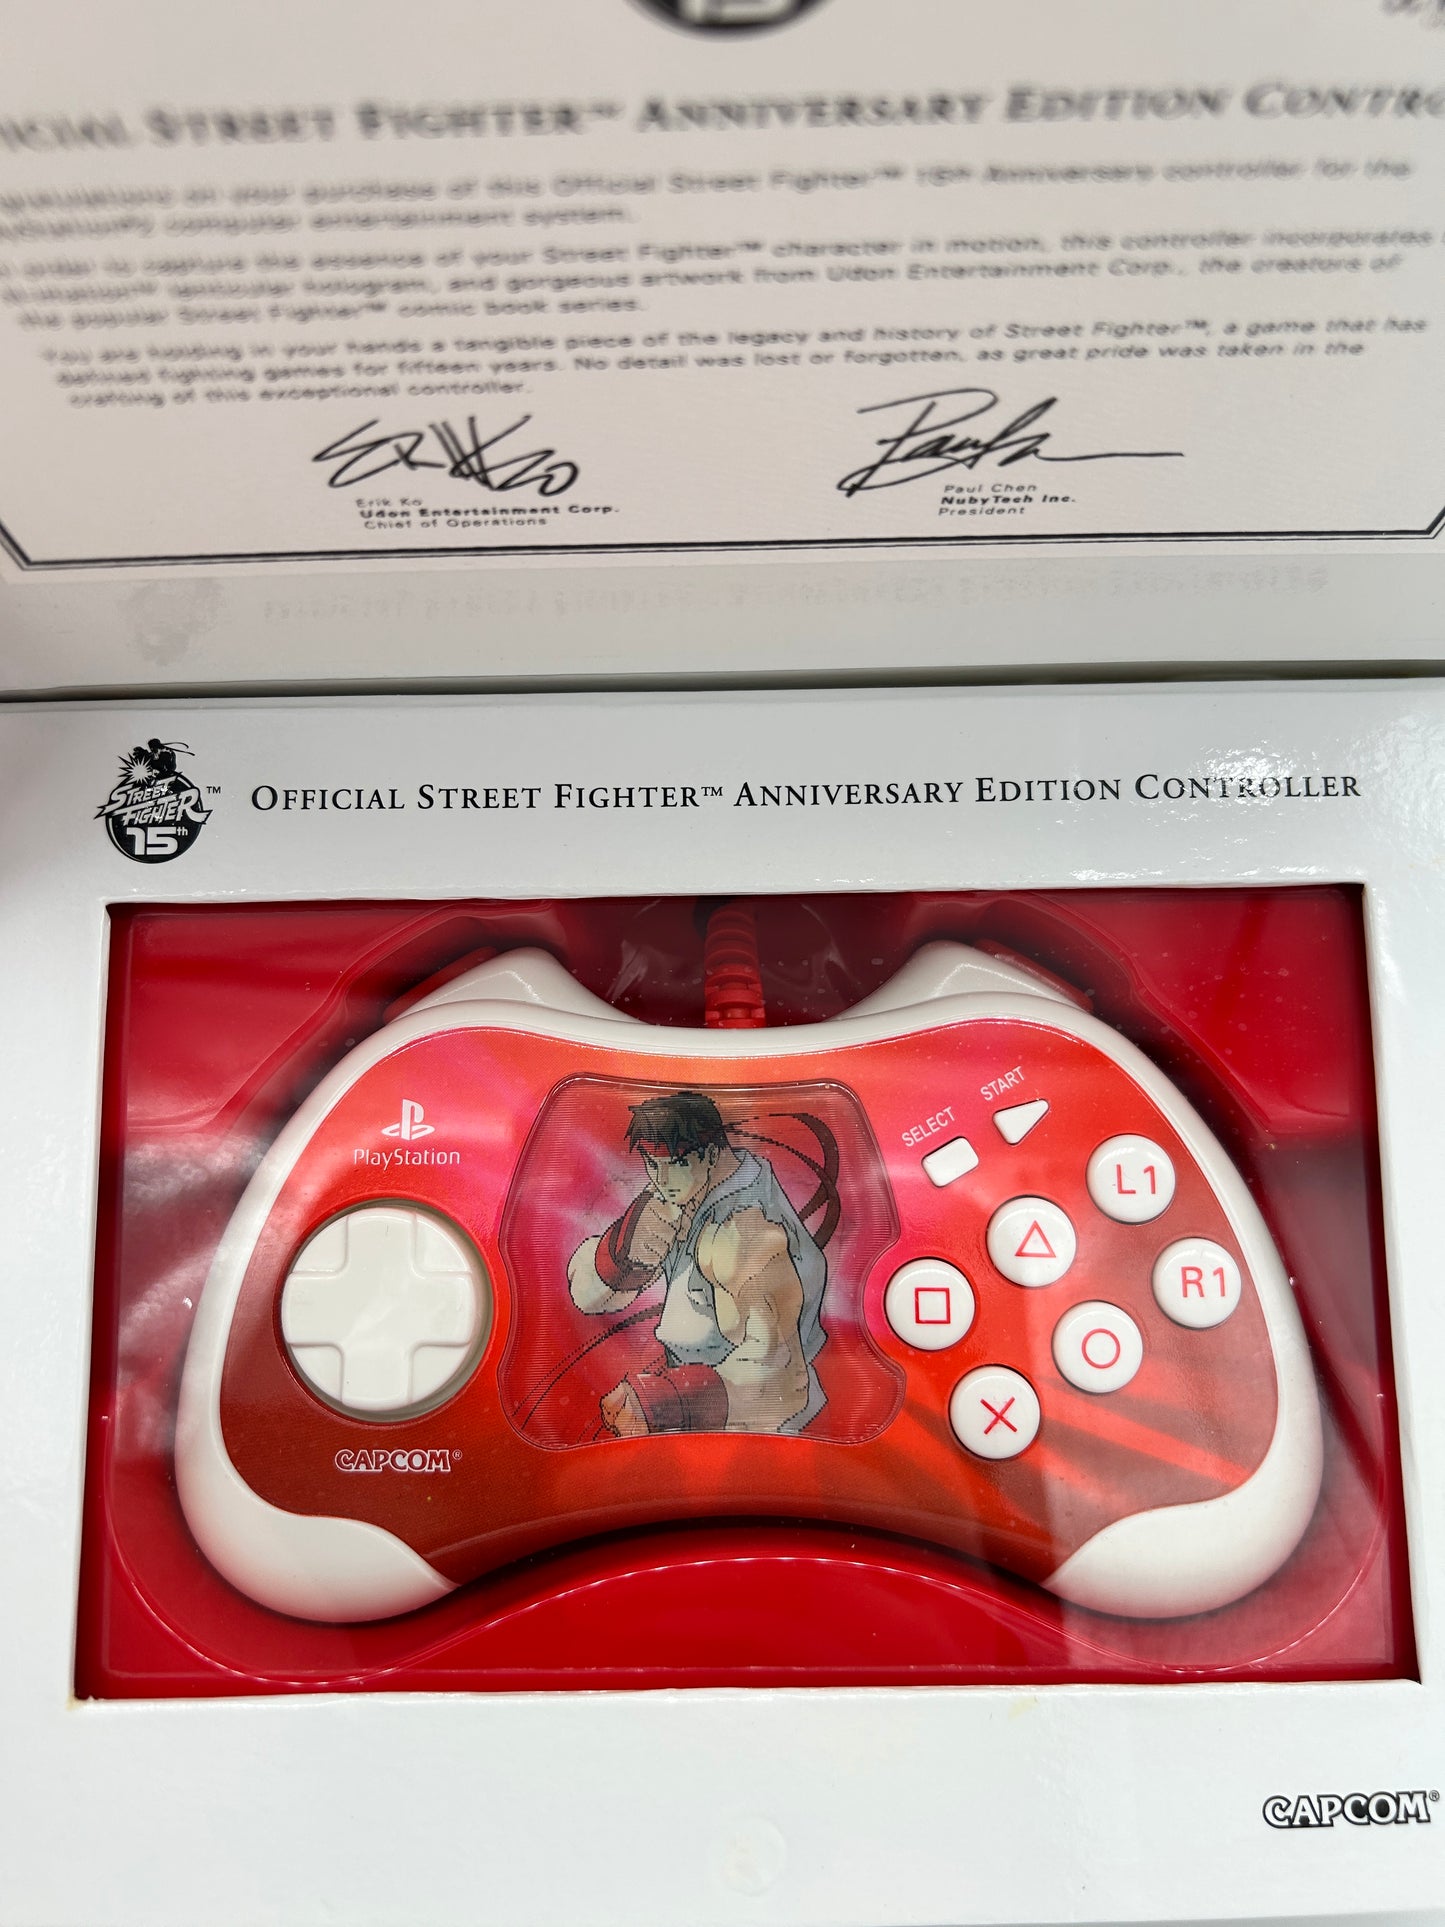 FICIAL STREET FIGHTER™ ANNIVERSARY EDITION CONTRO
on your purchase of this Official Street Fighter™ 15th Anniversary controller for the
computer entertainment system.
order to capture the essence of your Street Fighter™ character in motion, this controller incorporates
lenticular hologram, and gorgeous artwork from Udon Entertainment Corp., the creators of
the popular Street Fighter™ comic book series.
You are holding in your hands a tangible piece of the legacy and history of Street Fighter™, a game that has
defined fighting games for fifteen years. No detail was lost or forgotten, as great pride was taken in the
crafting of this exceptional controller.
Erik Ko
Udon Entertainment Corp.
Chief of Operations
Paul Chen
NubyTech Inc.
President
STREET FIGHTER 15th ™
OFFICIAL STREET FIGHTER™ ANNIVERSARY EDITION CONTROLLER
PlayStation
SELECT
START
L1
R1
CAPCOM®
CAPCOM®